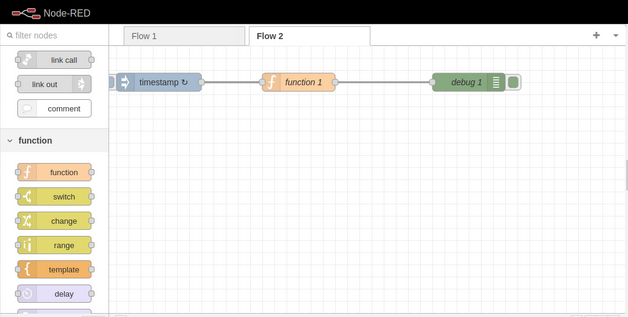 Node-RED
filter nodes
Flow 1
Flow 2
link call
link out
comment
function
function
switch
change
range
template
delay
timestamp ↻
function 1
debug 1